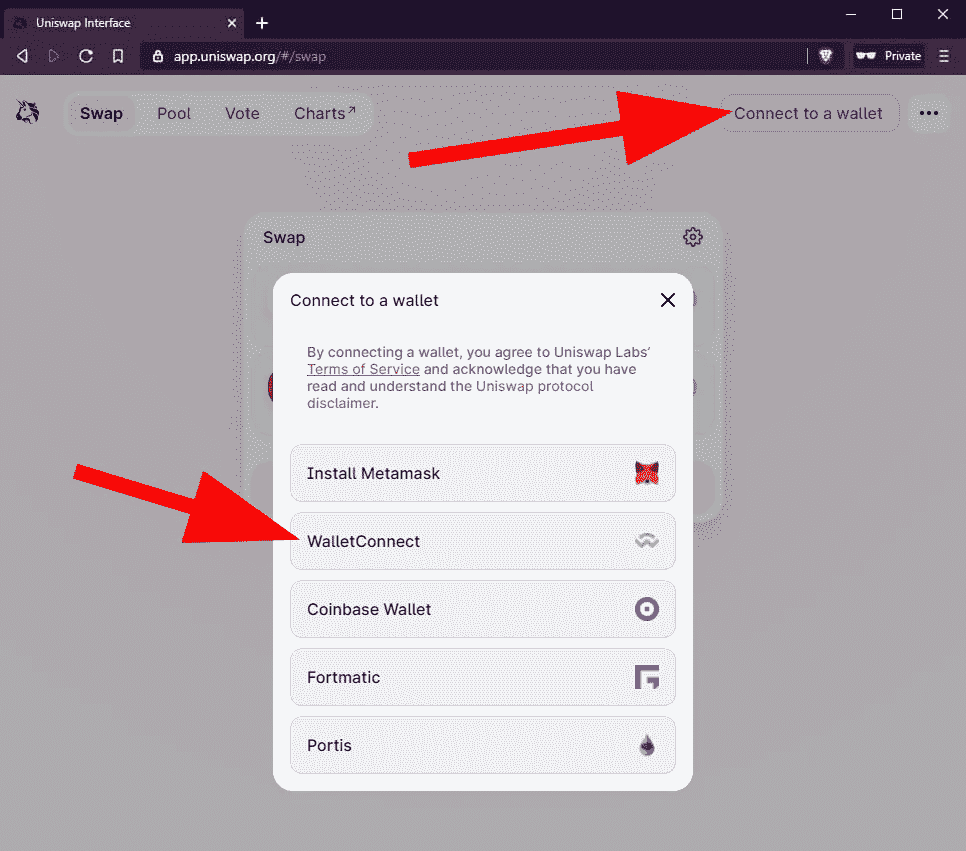 Uniswap Interface
app.uniswap.org/#/swap
Private
Swap Pool Vote Charts↗
Connect to a wallet
Swap
Connect to a wallet
By connecting a wallet, you agree to Uniswap Labs’
Terms of Service and acknowledge that you have
read and understand the Uniswap protocol
disclaimer.
Install Metamask
WalletConnect
Coinbase Wallet
Fortmatic
Portis